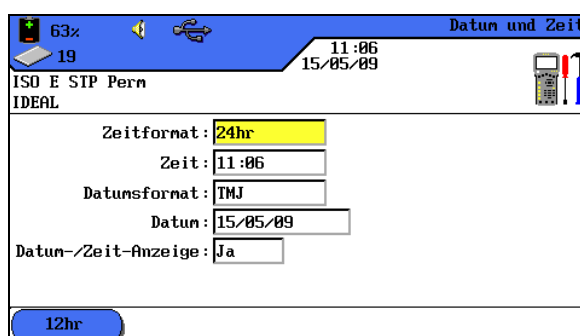 63% Datum und Zeit
19 11:06
15/05/09
ISO E STP Perm
IDEAL
Zeitformat: 24hr
Zeit: 11:06
Datumsformat: TMJ
Datum: 15/05/09
Datum-/Zeit-Anzeige: Ja
12hr